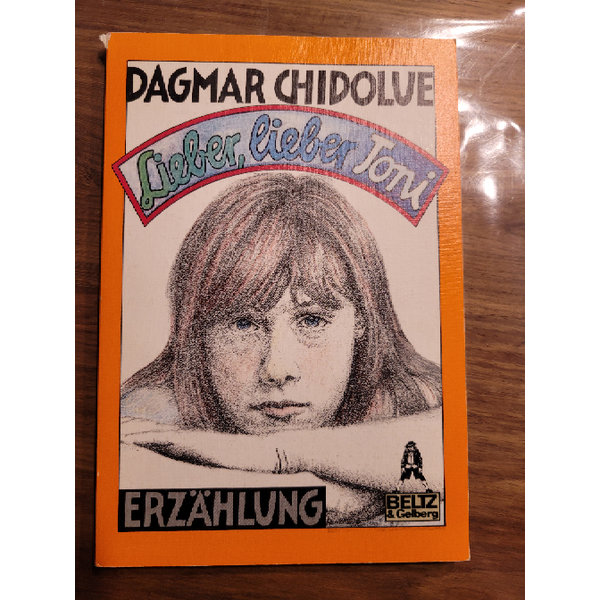 DAGMAR CHIDOLUE
Lieber, lieber Toni
ERZÄHLUNG
BELTZ
& Gelberg